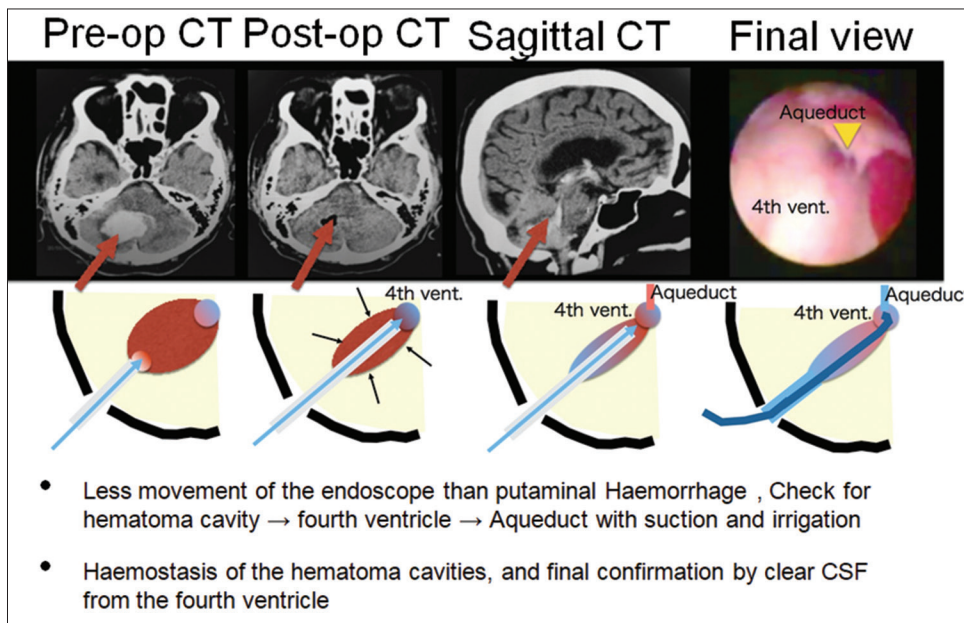 Pre-op CT Post-op CT Sagittal CT Final view
Aqueduct
4th vent.
4th vent.
4th vent.
Aqueduct
4th vent.
Aqueduct
• Less movement of the endoscope than putaminal Haemorrhage , Check for
hematoma cavity → fourth ventricle → Aqueduct with suction and irrigation
• Haemostasis of the hematoma cavities, and final confirmation by clear CSF
from the fourth ventricle